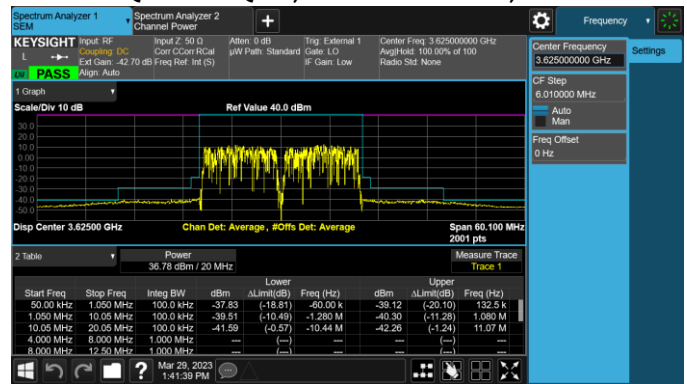 Spectrum Analyzer 1
SEM
Spectrum Analyzer 2
Channel Power
Frequency
KEYSIGHT
L
LXI
PASS
Input: RF
Coupling: DC
Ext Gain: -42.70 dB
Align: Auto
Input Z: 50 Ω
Corr CCorr RCal
Freq Ref: Int (S)
Atten: 0 dB
µW Path: Standard
Trig: External 1
Gate: LO
IF Gain: Low
Center Freq: 3.625000000 GHz
Avg|Hold: 100.00% of 100
Radio Std: None
Center Frequency
3.625000000 GHz
Settings
CF Step
6.010000 MHz
Auto
Man
Freq Offset
0 Hz
1 Graph
Scale/Div 10 dB
Ref Value 40.0 dBm
30.0
20.0
10.0
0.00
-10.0
-20.0
-30.0
-40.0
-50.0
Disp Center 3.62500 GHz
Chan Det: Average , #Offs Det: Average
Span 60.100 MHz
2001 pts
2 Table
Power
36.78 dBm / 20 MHz
Measure Trace
Trace 1
Lower Upper
Start Freq Stop Freq Integ BW dBm ΔLimit(dB) Freq (Hz) dBm ΔLimit(dB) Freq (Hz)
50.00 kHz 1.050 MHz 100.0 kHz -37.83 (-18.81) -60.00 k -39.12 (-20.10) 132.5 k
1.050 MHz 10.05 MHz 100.0 kHz -39.51 (-10.49) -1.280 M -40.30 (-11.28) 1.080 M
10.05 MHz 20.05 MHz 100.0 kHz -41.59 (-0.57) -10.44 M -42.26 (-1.24) 11.07 M
4.000 MHz 8.000 MHz 1.000 MHz --- (---) --- --- (---) ---
8.000 MHz 12.50 MHz 1.000 MHz --- (---) --- --- (---) ---
?
Mar 29, 2023
1:41:39 PM